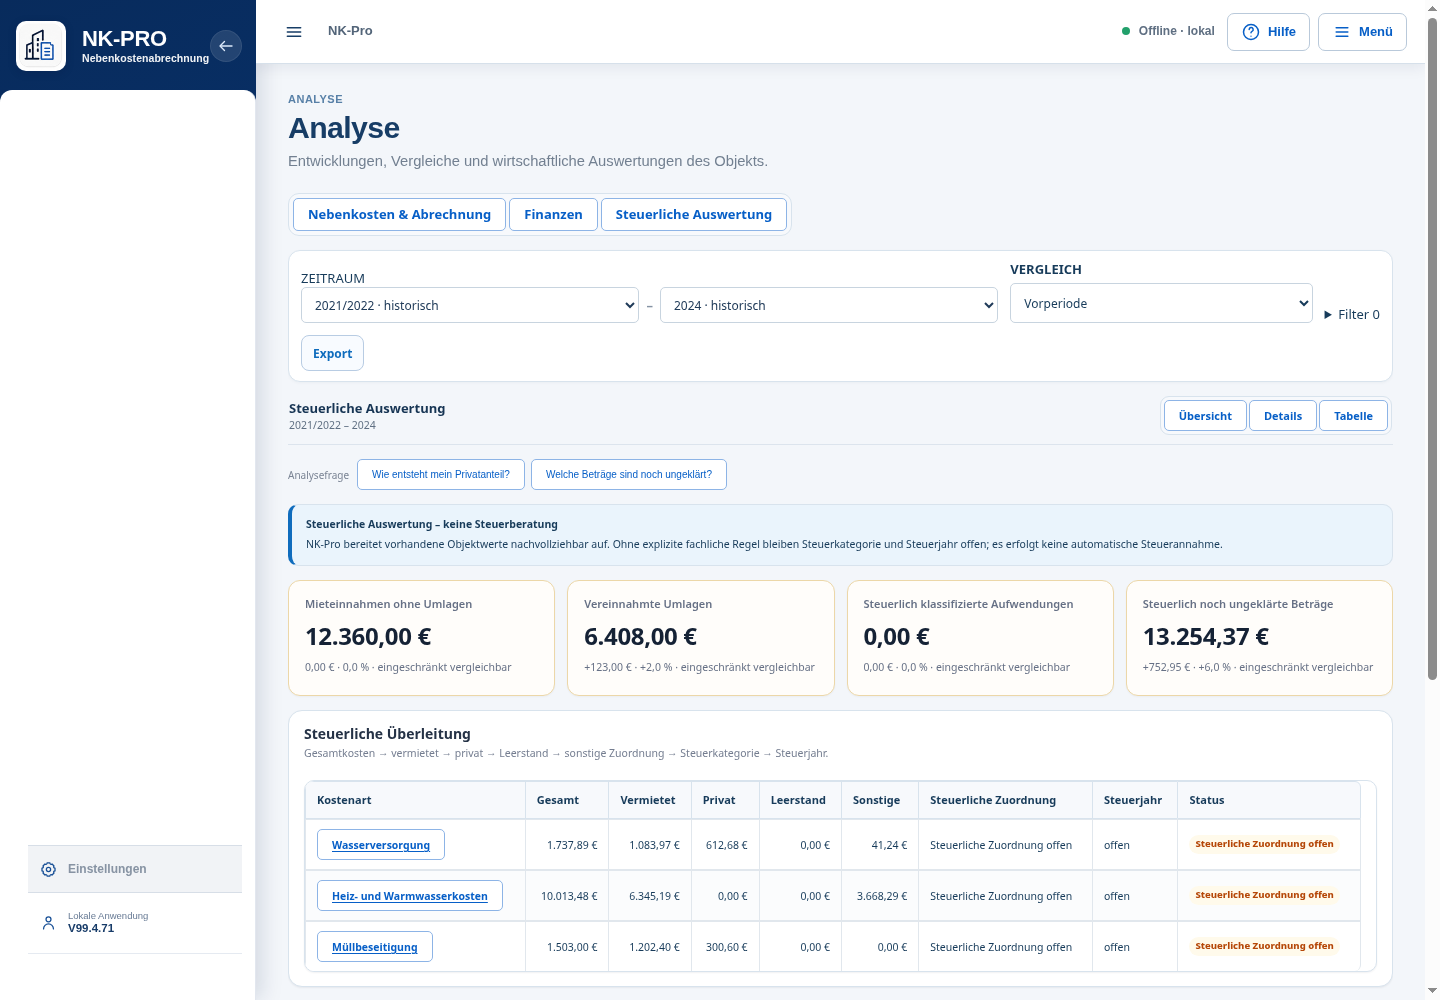 NK-PRO
Nebenkostenabrechnung
NK-Pro
Offline · lokal
Hilfe
Menü
ANALYSE
Analyse
Entwicklungen, Vergleiche und wirtschaftliche Auswertungen des Objekts.
Nebenkosten & Abrechnung
Finanzen
Steuerliche Auswertung
ZEITRAUM
2021/2022 · historisch
–
2024 · historisch
VERGLEICH
Vorperiode
Filter 0
Export
Steuerliche Auswertung
2021/2022 – 2024
Übersicht
Details
Tabelle
Analysefrage
Wie entsteht mein Privatanteil?
Welche Beträge sind noch ungeklärt?
Steuerliche Auswertung – keine Steuerberatung
NK-Pro bereitet vorhandene Objektwerte nachvollziehbar auf. Ohne explizite fachliche Regel bleiben Steuerkategorie und Steuerjahr offen; es erfolgt keine automatische Steuerannahme.
Mieteinnahmen ohne Umlagen
12.360,00 €
0,00 € · 0,0 % · eingeschränkt vergleichbar
Vereinnahmte Umlagen
6.408,00 €
+123,00 € · +2,0 % · eingeschränkt vergleichbar
Steuerlich klassifizierte Aufwendungen
0,00 €
0,00 € · 0,0 % · eingeschränkt vergleichbar
Steuerlich noch ungeklärte Beträge
13.254,37 €
+752,95 € · +6,0 % · eingeschränkt vergleichbar
Steuerliche Überleitung
Gesamtkosten → vermietet → privat → Leerstand → sonstige Zuordnung → Steuerkategorie → Steuerjahr.
Kostenart Gesamt Vermietet Privat Leerstand Sonstige Steuerliche Zuordnung Steuerjahr Status
Wasserversorgung 1.737,89 € 1.083,97 € 612,68 € 0,00 € 41,24 € Steuerliche Zuordnung offen offen Steuerliche Zuordnung offen
Heiz- und Warmwasserkosten 10.013,48 € 6.345,19 € 0,00 € 0,00 € 3.668,29 € Steuerliche Zuordnung offen offen Steuerliche Zuordnung offen
Müllbeseitigung 1.503,00 € 1.202,40 € 300,60 € 0,00 € 0,00 € Steuerliche Zuordnung offen offen Steuerliche Zuordnung offen
Einstellungen
Lokale Anwendung
V99.4.71